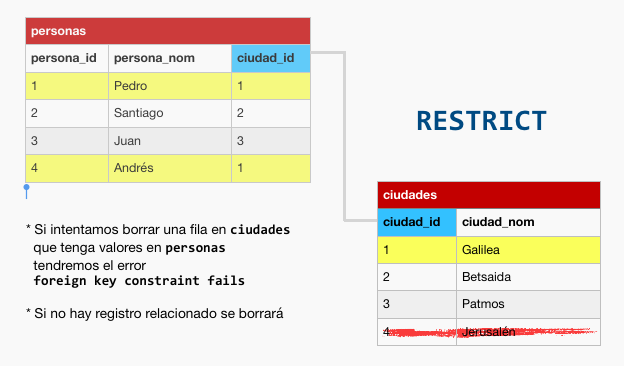 personas
persona_id persona_nom ciudad_id
1 Pedro 1
2 Santiago 2
3 Juan 3
4 Andrés 1
RESTRICT
ciudades
ciudad_id ciudad_nom
1 Galilea
2 Betsaida
3 Patmos
4 Jerusalén
* Si intentamos borrar una fila en ciudades
que tenga valores en personas
tendremos el error
foreign key constraint fails
* Si no hay registro relacionado se borrará